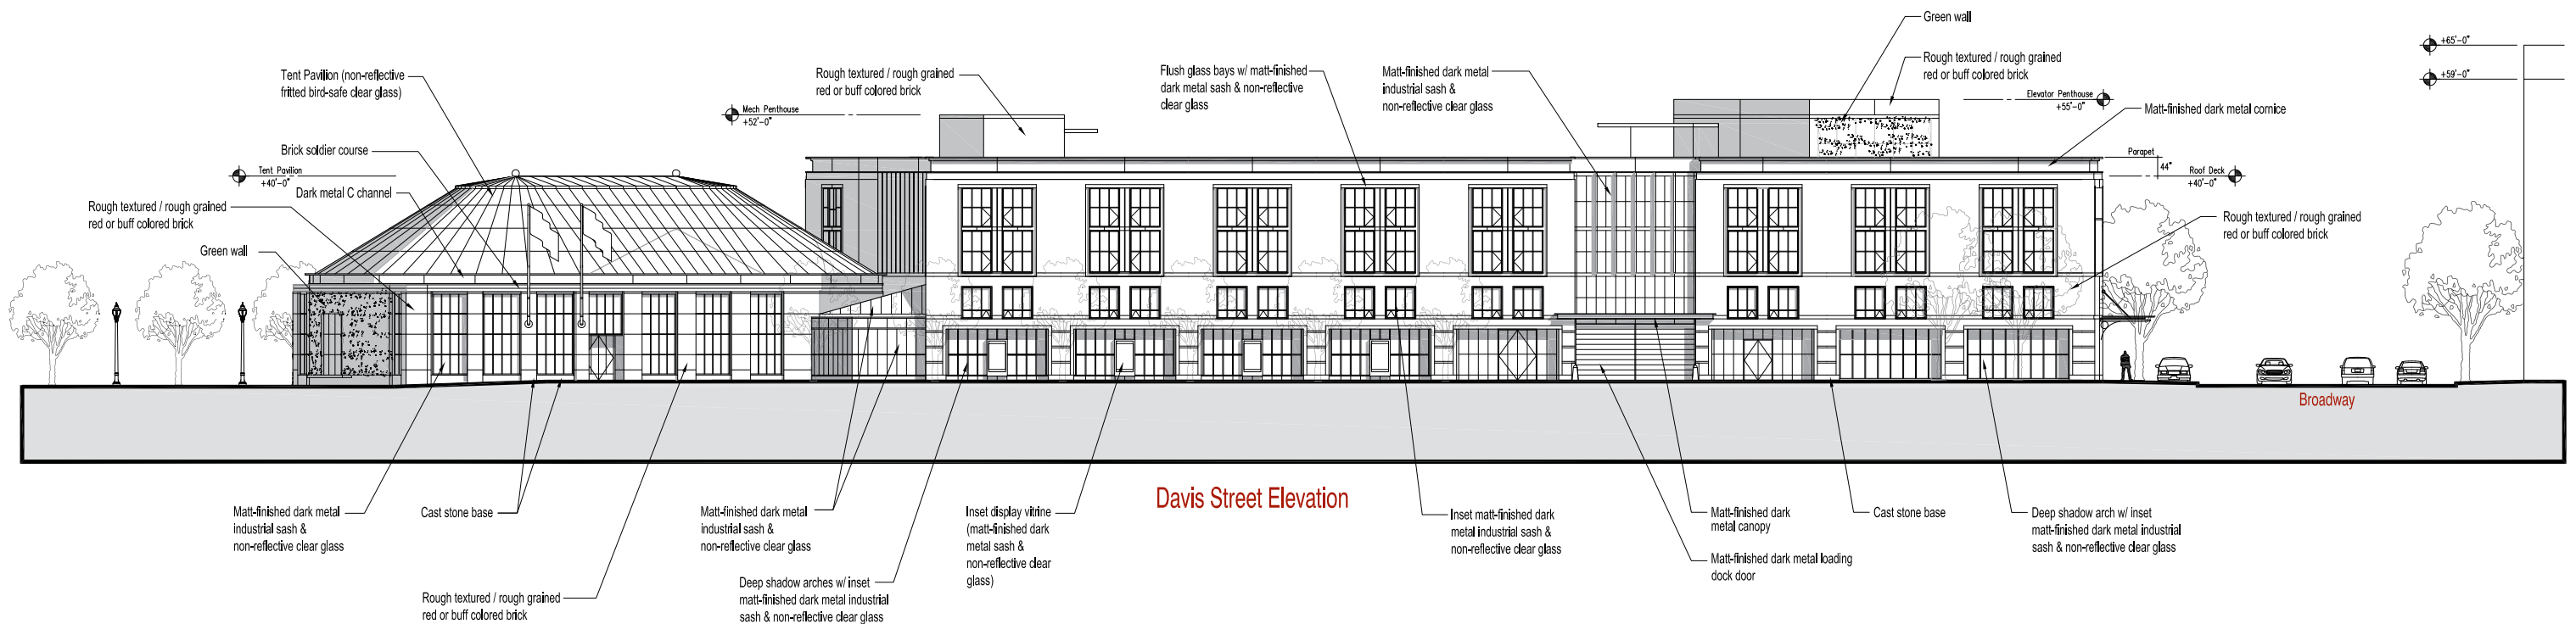 Green wall
+65'-0"
+59'-0"
Tent Pavilion (non-reflective
fritted bird-safe clear glass)
Rough textured / rough grained
red or buff colored brick
Flush glass bays w/ matt-finished
dark metal sash & non-reflective
clear glass
Matt-finished dark metal
industrial sash &
non-reflective clear glass
Rough textured / rough grained
red or buff colored brick
Mech Penthouse
+52'-0"
Elevator Penthouse
+55'-0"
Matt-finished dark metal cornice
Brick soldier course
Parapet
44"
Tent Pavilion
+40'-0"
Roof Deck
+40'-0"
Dark metal C channel
Rough textured / rough grained
red or buff colored brick
Rough textured / rough grained
red or buff colored brick
Green wall
Broadway
Davis Street Elevation
Matt-finished dark metal
industrial sash &
non-reflective clear glass
Cast stone base
Matt-finished dark metal
industrial sash &
non-reflective clear glass
Inset display vitrine
(matt-finished dark
metal sash &
non-reflective clear
glass)
Inset matt-finished dark
metal industrial sash &
non-reflective clear glass
Matt-finished dark
metal canopy
Cast stone base
Deep shadow arch w/ inset
matt-finished dark metal industrial
sash & non-reflective clear glass
Matt-finished dark metal loading
dock door
Deep shadow arches w/ inset
matt-finished dark metal industrial
sash & non-reflective clear glass
Rough textured / rough grained
red or buff colored brick